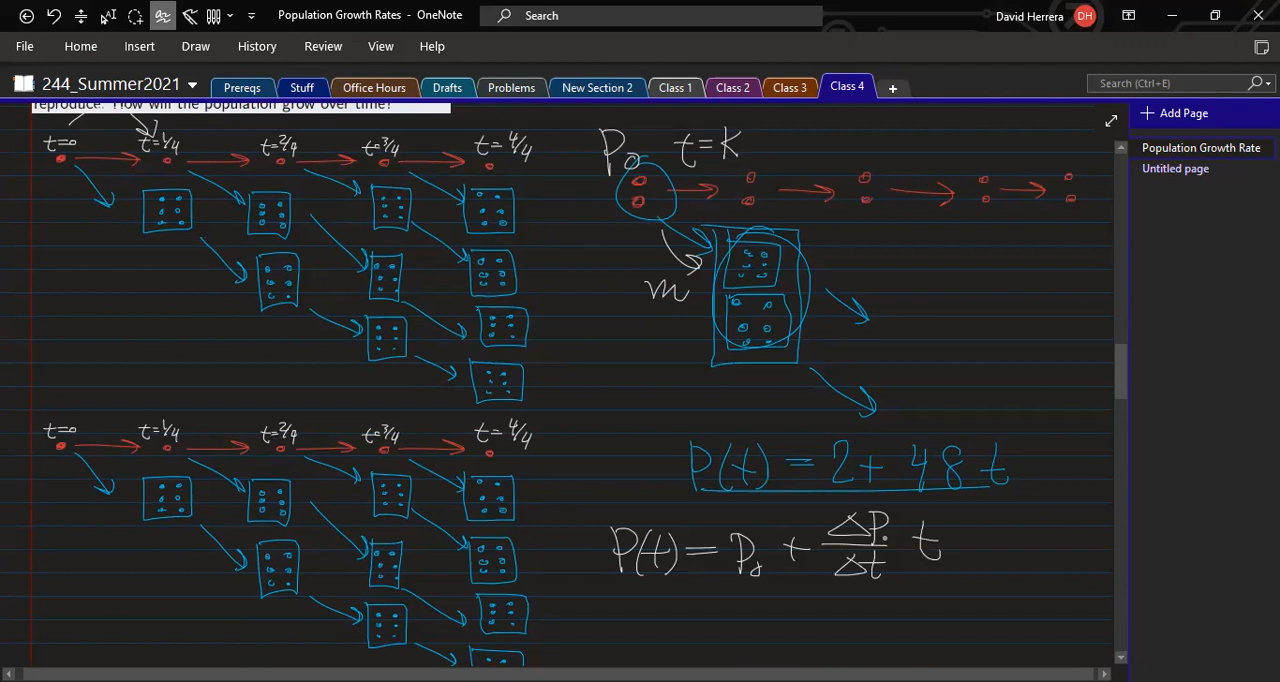 Population Growth Rates - OneNote
Search
David Herrera
DH
File Home Insert Draw History Review View Help
244_Summer2021
Prereqs Stuff Office Hours Drafts Problems New Section 2 Class 1 Class 2 Class 3 Class 4
Search (Ctrl+E)
reproduce. How will the population grow over time?
Add Page
Population Growth Rate
Untitled page
t=0 t=1/4 t=2/4 t=3/4 t=4/4
P₀ t=K
m
t=0 t=1/4 t=2/4 t=3/4 t=4/4
P(t) = 2 + 48 t
P(t) = P₀ + ΔP/Δt t